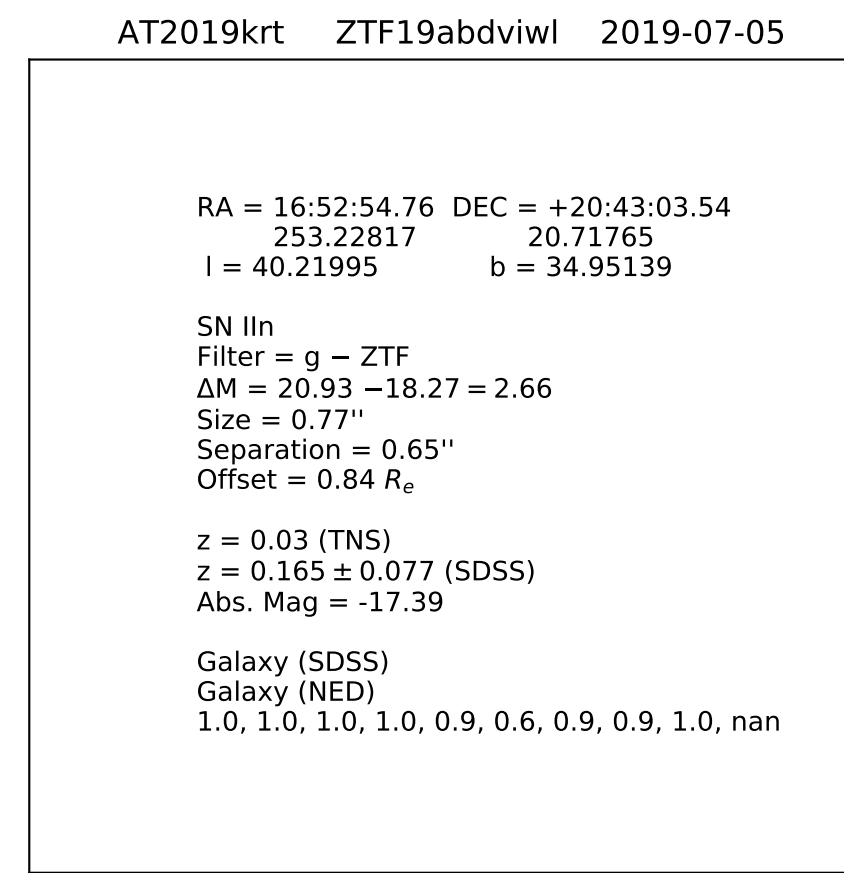 AT2019krt ZTF19abdviwl 2019-07-05
RA = 16:52:54.76 DEC = +20:43:03.54
253.22817 20.71765
l = 40.21995 b = 34.95139
SN IIn
Filter = g − ZTF
ΔM = 20.93 −18.27 = 2.66
Size = 0.77''
Separation = 0.65''
Offset = 0.84 Rₑ
z = 0.03 (TNS)
z = 0.165 ± 0.077 (SDSS)
Abs. Mag = -17.39
Galaxy (SDSS)
Galaxy (NED)
1.0, 1.0, 1.0, 1.0, 0.9, 0.6, 0.9, 0.9, 1.0, nan